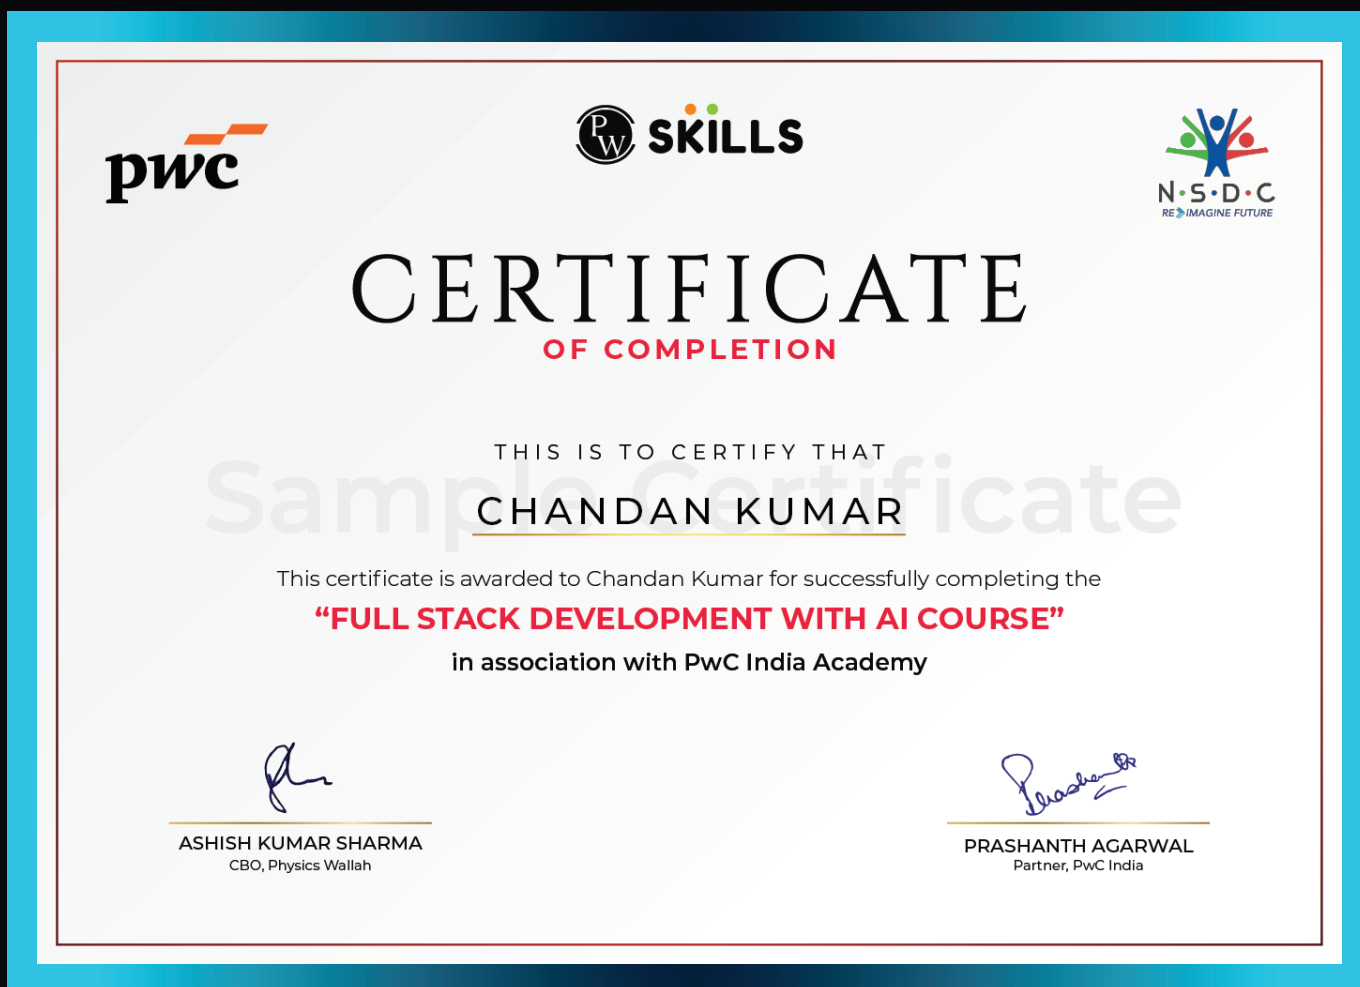 pwc
PW SKILLS
N·S·D·C
RE IMAGINE FUTURE
CERTIFICATE
OF COMPLETION
THIS IS TO CERTIFY THAT
Sample Certificate
CHANDAN KUMAR
This certificate is awarded to Chandan Kumar for successfully completing the
“FULL STACK DEVELOPMENT WITH AI COURSE”
in association with PwC India Academy
Prashanth
ASHISH KUMAR SHARMA
CBO, Physics Wallah
PRASHANTH AGARWAL
Partner, PwC India